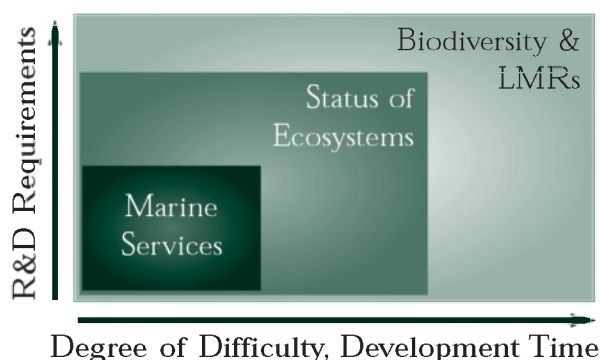 R&D Requirements
Biodiversity &
LMRs
Status of
Ecosystems
Marine
Services
Degree of Difficulty, Development Time